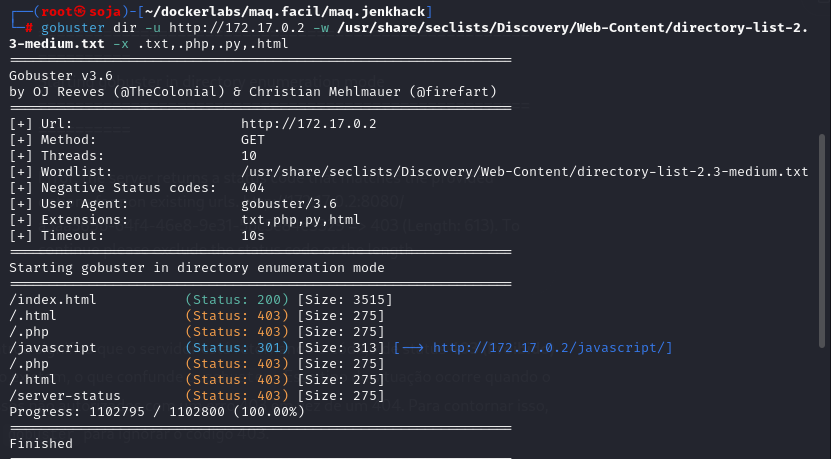 ┌──(root㉿soja)-[~/dockerlabs/maq.facil/maq.jenkhack]
└─# gobuster dir -u http://172.17.0.2 -w /usr/share/seclists/Discovery/Web-Content/directory-list-2.
3-medium.txt -x .txt,.php,.py,.html
===============================================================
Gobuster v3.6
by OJ Reeves (@TheColonial) & Christian Mehlmauer (@firefart)
===============================================================
[+] Url:                     http://172.17.0.2
[+] Method:                  GET
[+] Threads:                 10
[+] Wordlist:                /usr/share/seclists/Discovery/Web-Content/directory-list-2.3-medium.txt
[+] Negative Status codes:   404
[+] User Agent:              gobuster/3.6
[+] Extensions:              txt,php,py,html
[+] Timeout:                 10s
===============================================================
Starting gobuster in directory enumeration mode
===============================================================
/index.html           (Status: 200) [Size: 3515]
/.html                (Status: 403) [Size: 275]
/.php                 (Status: 403) [Size: 275]
/javascript           (Status: 301) [Size: 313] [--> http://172.17.0.2/javascript/]
/.php                 (Status: 403) [Size: 275]
/.html                (Status: 403) [Size: 275]
/server-status        (Status: 403) [Size: 275]
Progress: 1102795 / 1102800 (100.00%)
===============================================================
Finished
===============================================================